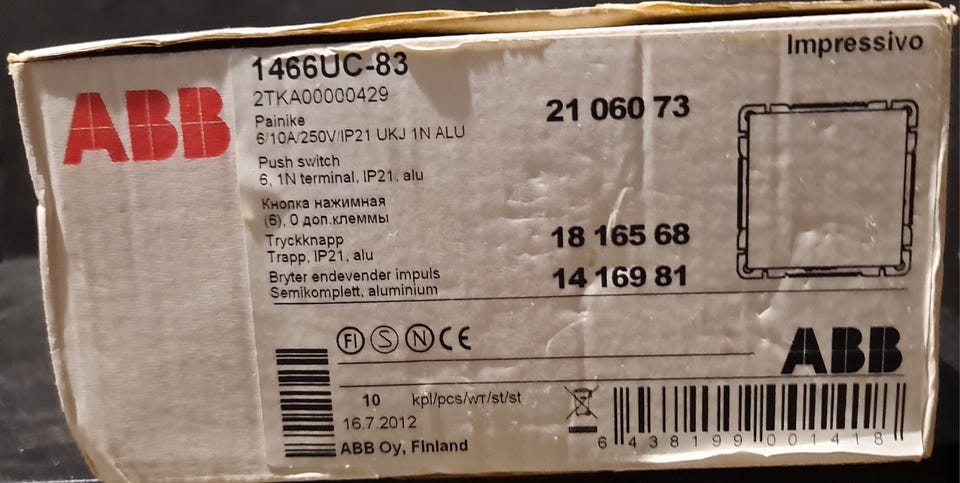 ABB
1466UC-83
Impressivo
2TKA00000429
Painike
6/10A/250V/IP21 UKJ 1N ALU
21 060 73
Push switch
6, 1N terminal, IP21, alu
Кнопка нажимная
(6), 0 доп.клеммы
Tryckknapp
Trapp, IP21, alu
18 165 68
Bryter endevender impuls
Semikomplett, aluminium
14 169 81
FI S N CE
ABB
10 kpl/pcs/wт/st/st
16.7.2012
ABB Oy, Finland
6 438199 001418